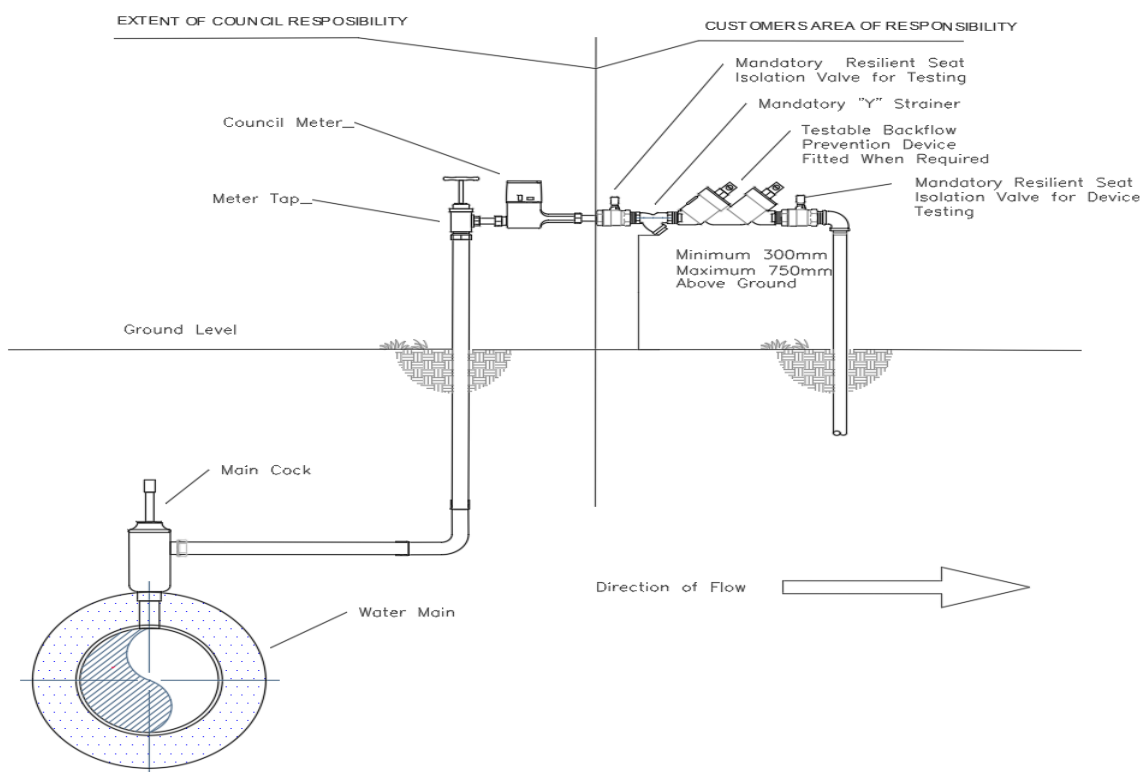 EXTENT OF COUNCIL RESPOSIBILITY
CUSTOMERS AREA OF RESPONSIBILITY
Mandatory Resilient Seat
Isolation Valve for Testing
Mandatory "Y" Strainer
Council Meter_
Testable Backflow
Prevention Device
Fitted When Required
Meter Tap_
Mandatory Resilient Seat
Isolation Valve for Device
Testing
Minimum 300mm
Maximum 750mm
Above Ground
Ground Level
Main Cock
Direction of Flow
Water Main